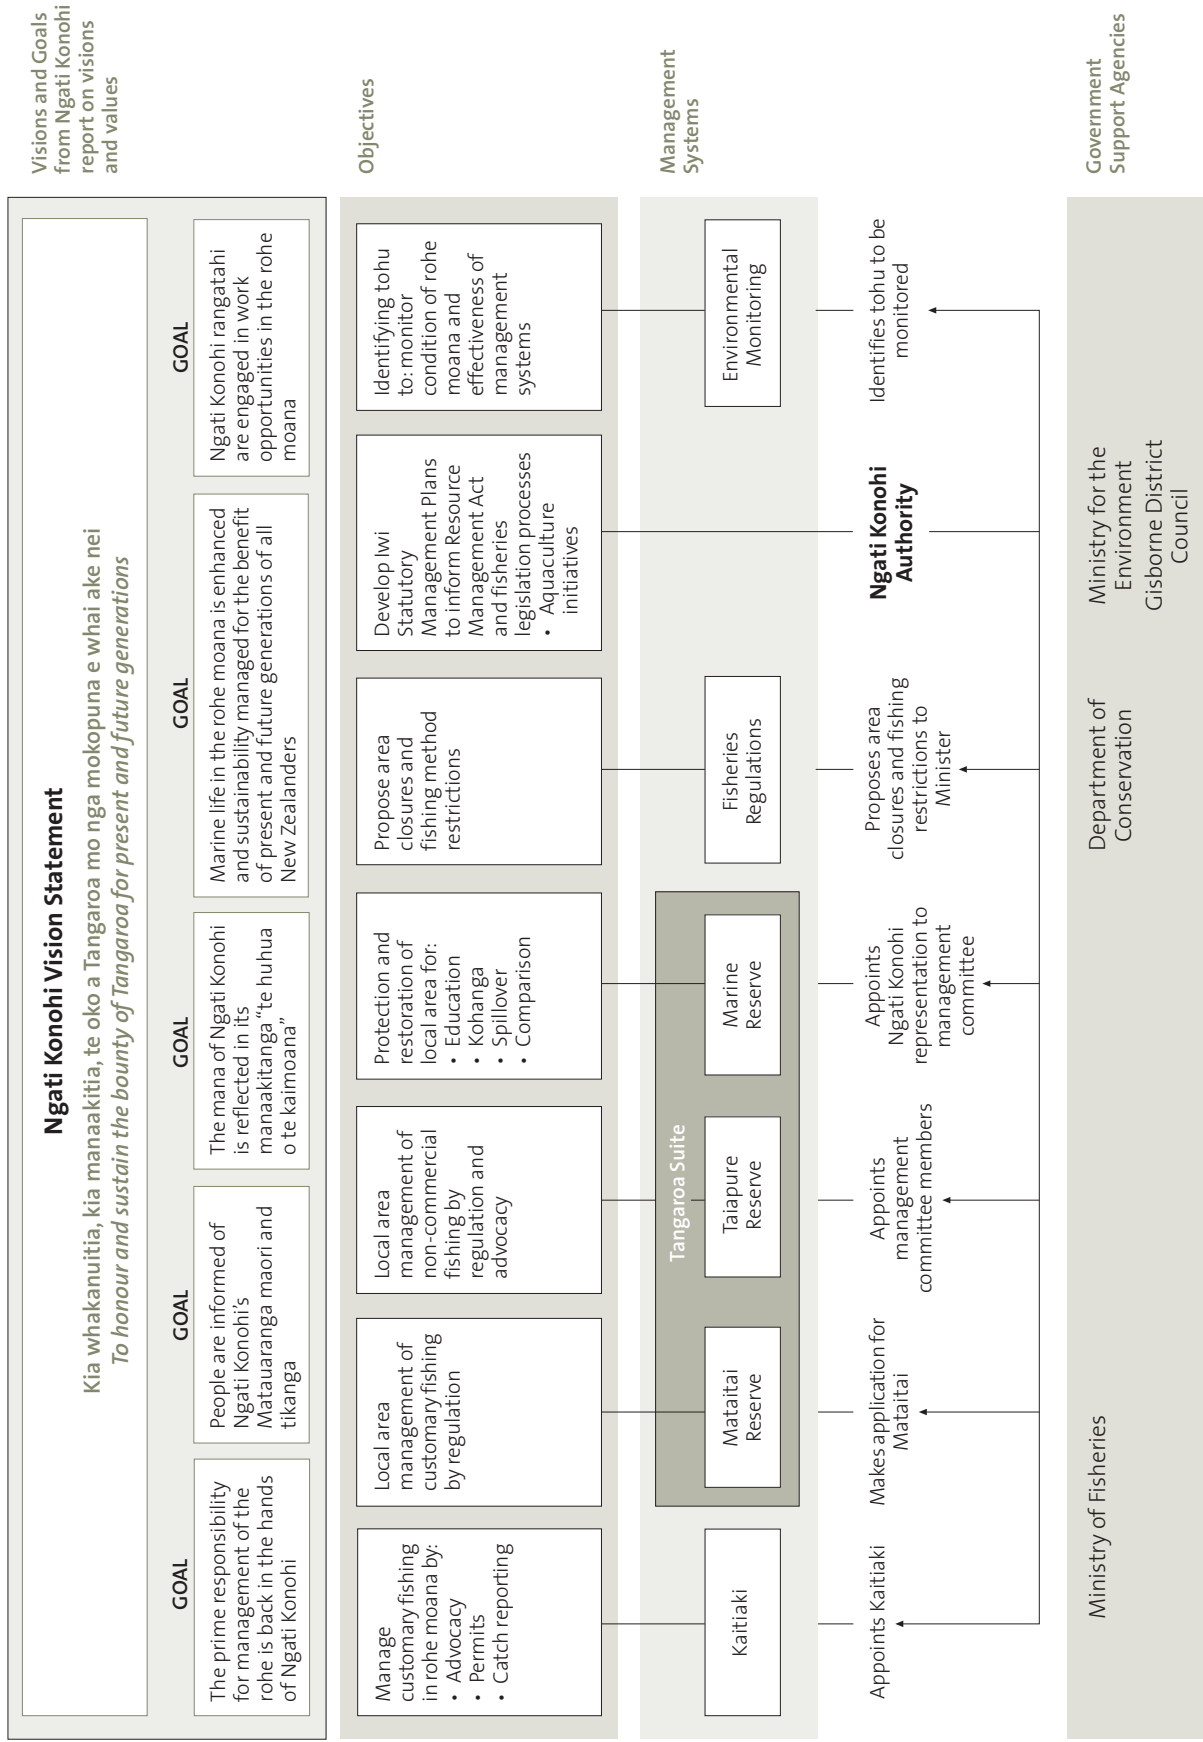 Visions and Goals
from Ngati Konohi
report on visions
and values
Ngati Konohi Vision Statement
Kia whakanuitia, kia manaakitia, te oko a Tangaroa mo nga mokopuna e whai ake nei
To honour and sustain the bounty of Tangaroa for present and future generations
GOAL
The prime responsibility
for management of the
rohe is back in the hands
of Ngati Konohi
GOAL
People are informed of
Ngati Konohi's
Matauaranga maori and
tikanga
GOAL
The mana of Ngati Konohi
is reflected in its
manaakitanga "te huhua
o te kaimoana"
GOAL
Marine life in the rohe moana is enhanced
and sustainability managed for the benefit
of present and future generations of all
New Zealanders
GOAL
Ngati Konohi rangatahi
are engaged in work
opportunities in the rohe
moana
Objectives
Manage
customary fishing
in rohe moana by:
• Advocacy
• Permits
• Catch reporting
Local area
management of
customary fishing
by regulation
Local area
management of
non-commercial
fishing by
regulation and
advocacy
Protection and
restoration of
local area for:
• Education
• Kohanga
• Spillover
• Comparison
Propose area
closures and
fishing method
restrictions
Develop Iwi
Statutory
Management Plans
to inform Resource
Management Act
and fisheries
legislation processes
• Aquaculture
initiatives
Identifying tohu
to: monitor
condition of rohe
moana and
effectiveness of
management
systems
Management
Systems
Tangaroa Suite
Kaitiaki
Mataitai
Reserve
Taiapure
Reserve
Marine
Reserve
Fisheries
Regulations
Environmental
Monitoring
Appoints Kaitiaki
Makes application for
Mataitai
Appoints
management
committee members
Appoints
Ngati Konohi
representation to
management
committee
Proposes area
closures and fishing
restrictions to
Minister
Ngati Konohi
Authority
Identifies tohu to be
monitored
Government
Support Agencies
Ministry of Fisheries
Department of
Conservation
Ministry for the
Environment
Gisborne District
Council